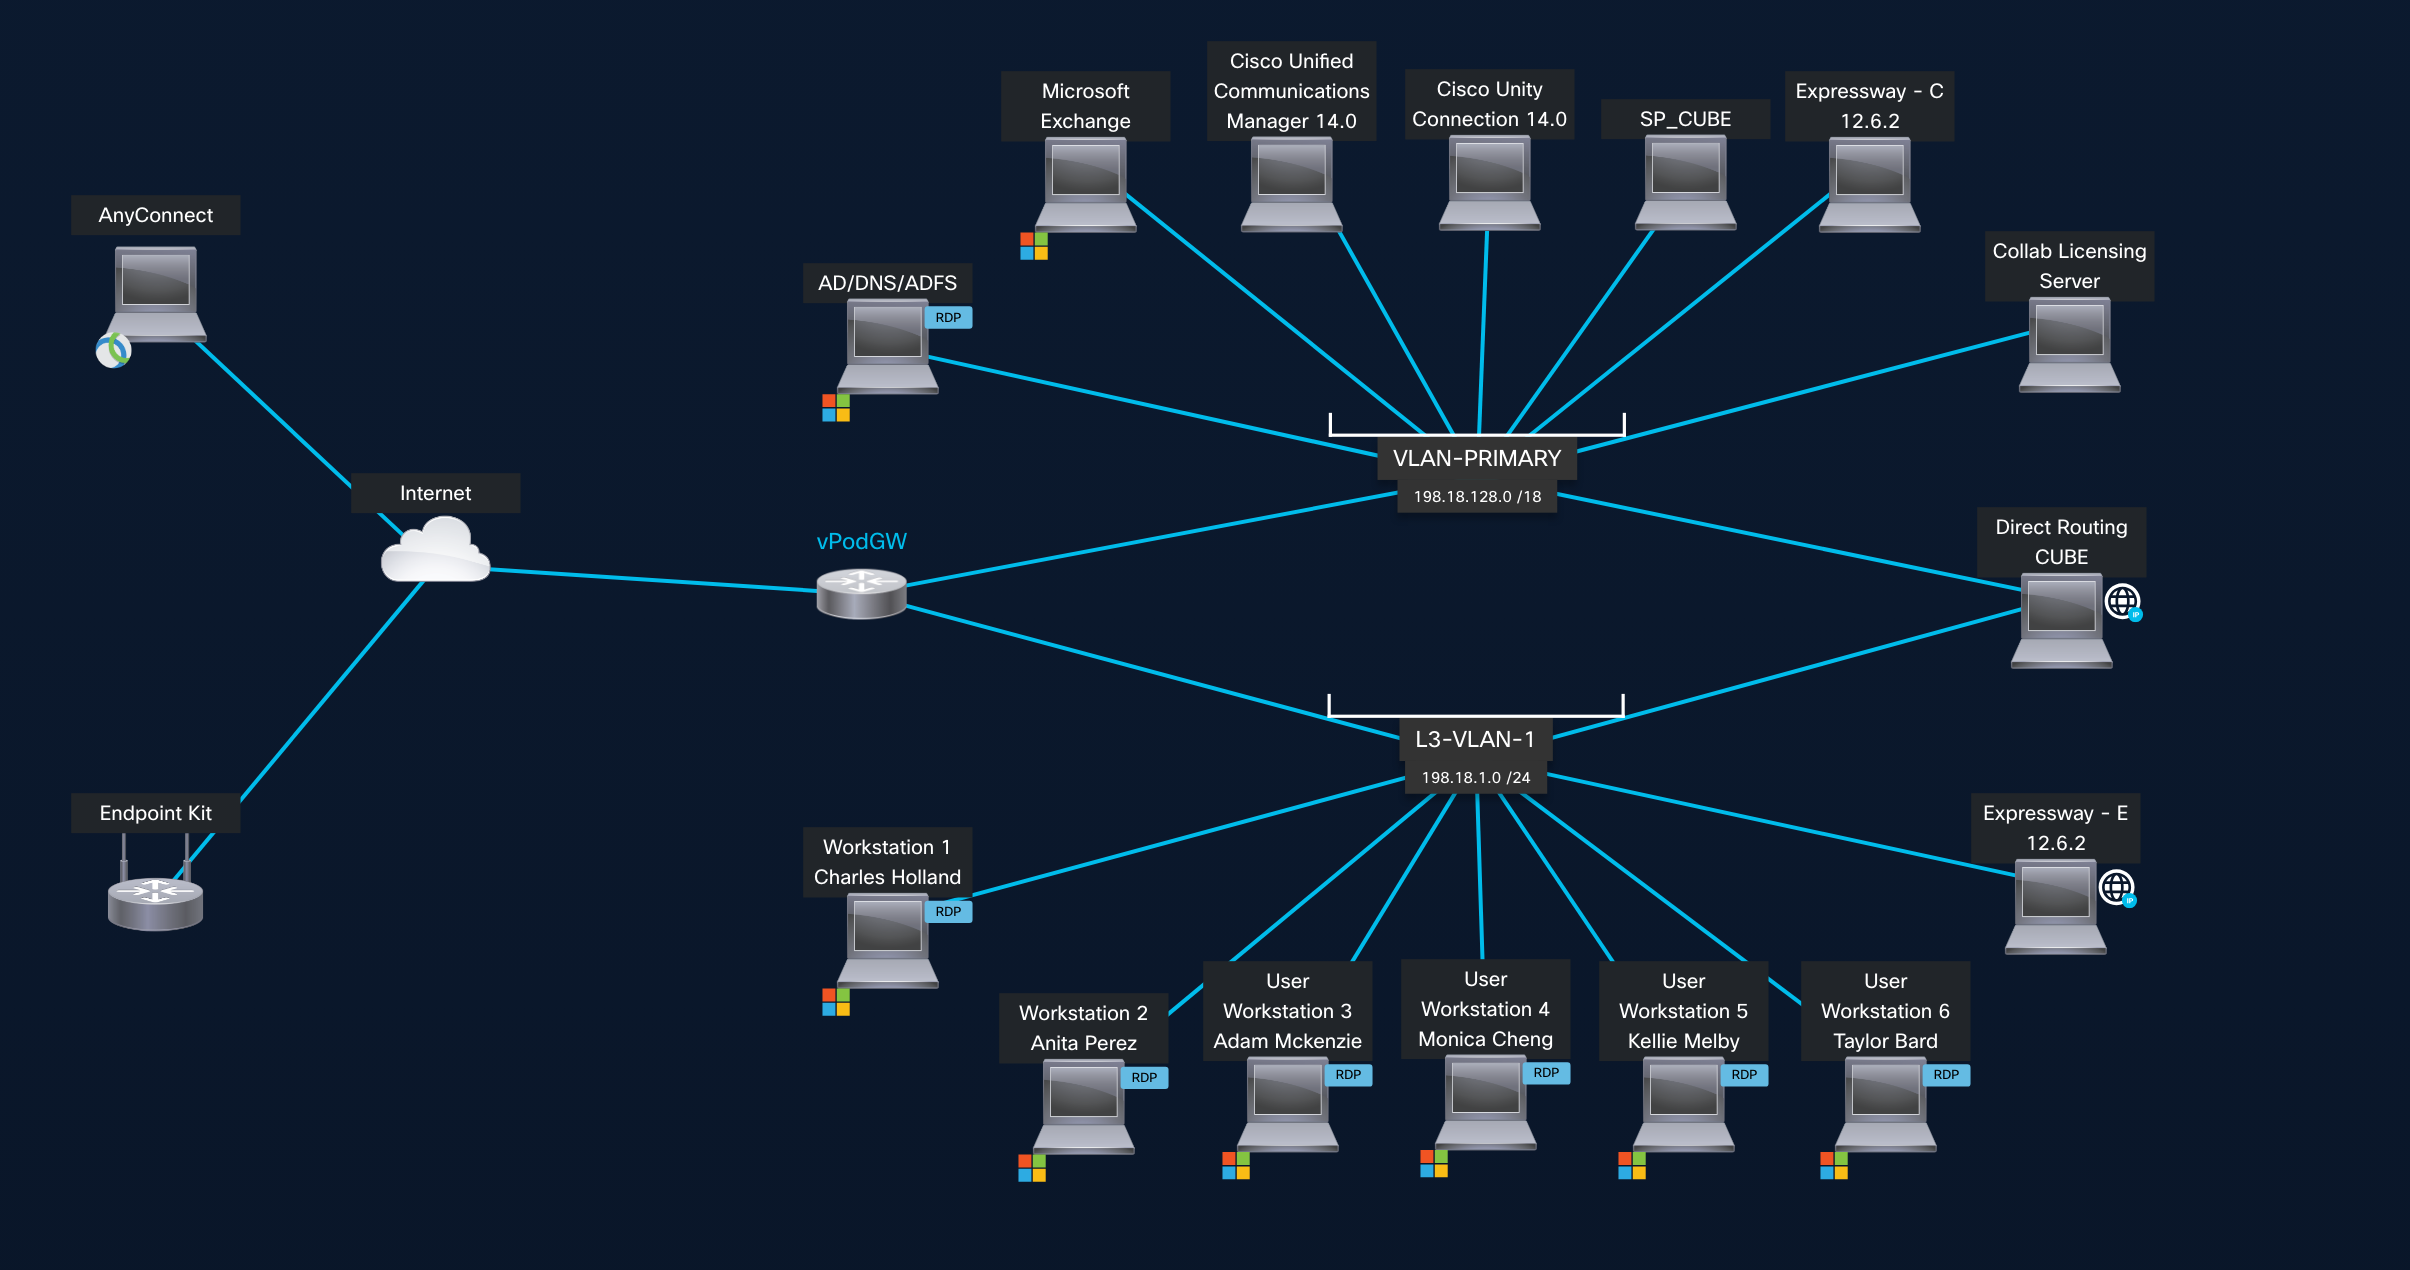 Cisco Unified
Communications
Manager 14.0
Microsoft
Exchange
Cisco Unity
Connection 14.0
SP_CUBE
Expressway - C
12.6.2
AnyConnect
Collab Licensing
Server
AD/DNS/ADFS
RDP
VLAN-PRIMARY
198.18.128.0 /18
Internet
vPodGW
Direct Routing
CUBE
IP
L3-VLAN-1
198.18.1.0 /24
Endpoint Kit
Workstation 1
Charles Holland
RDP
Expressway - E
12.6.2
IP
Workstation 2
Anita Perez
RDP
User
Workstation 3
Adam Mckenzie
RDP
User
Workstation 4
Monica Cheng
RDP
User
Workstation 5
Kellie Melby
RDP
User
Workstation 6
Taylor Bard
RDP